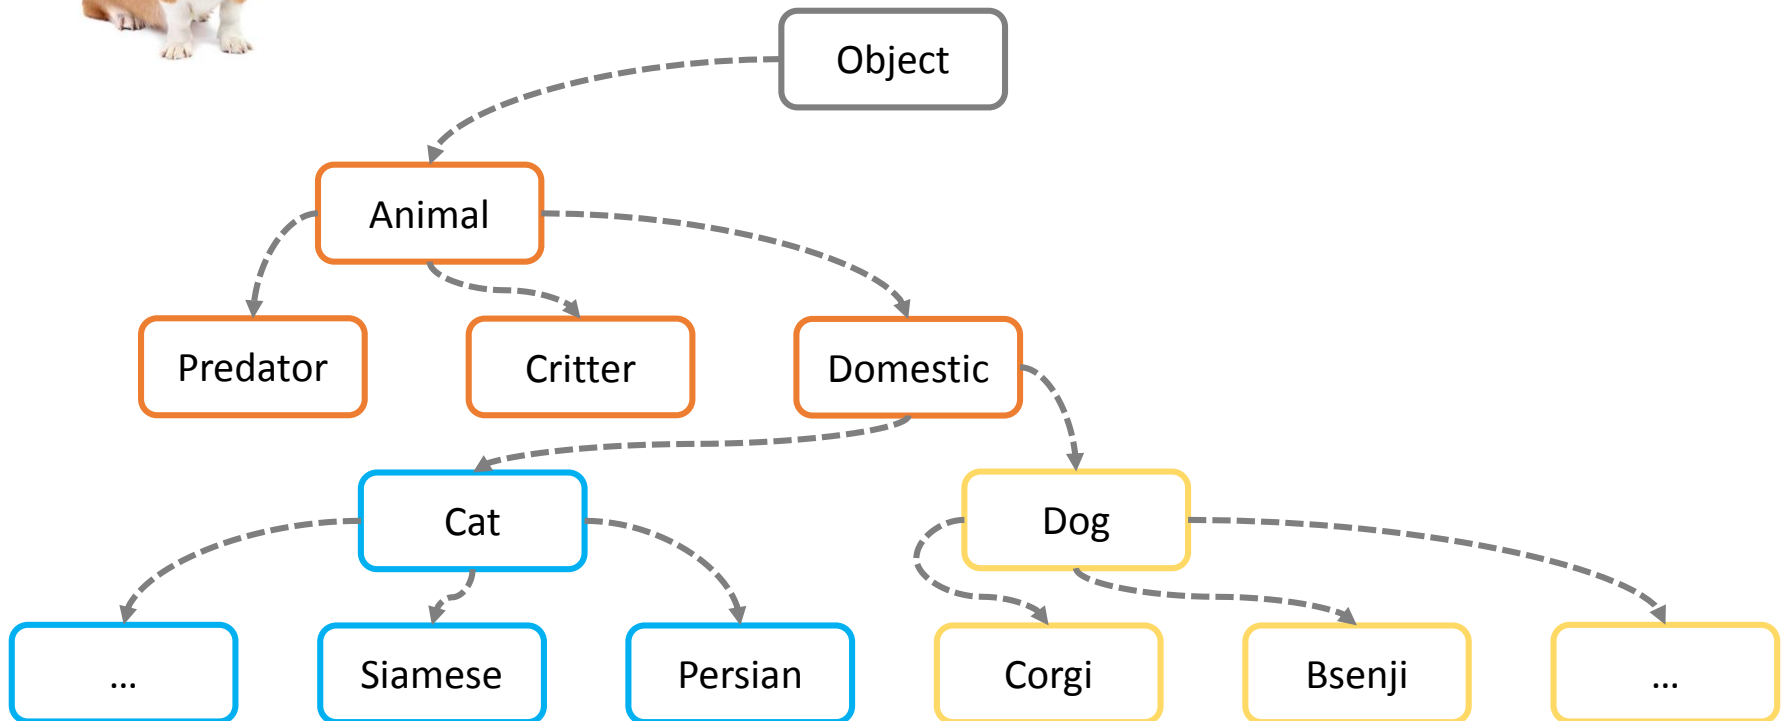 Object
Animal
Predator
Critter
Domestic
Cat
Dog
...
Siamese
Persian
Corgi
Bsenji
...